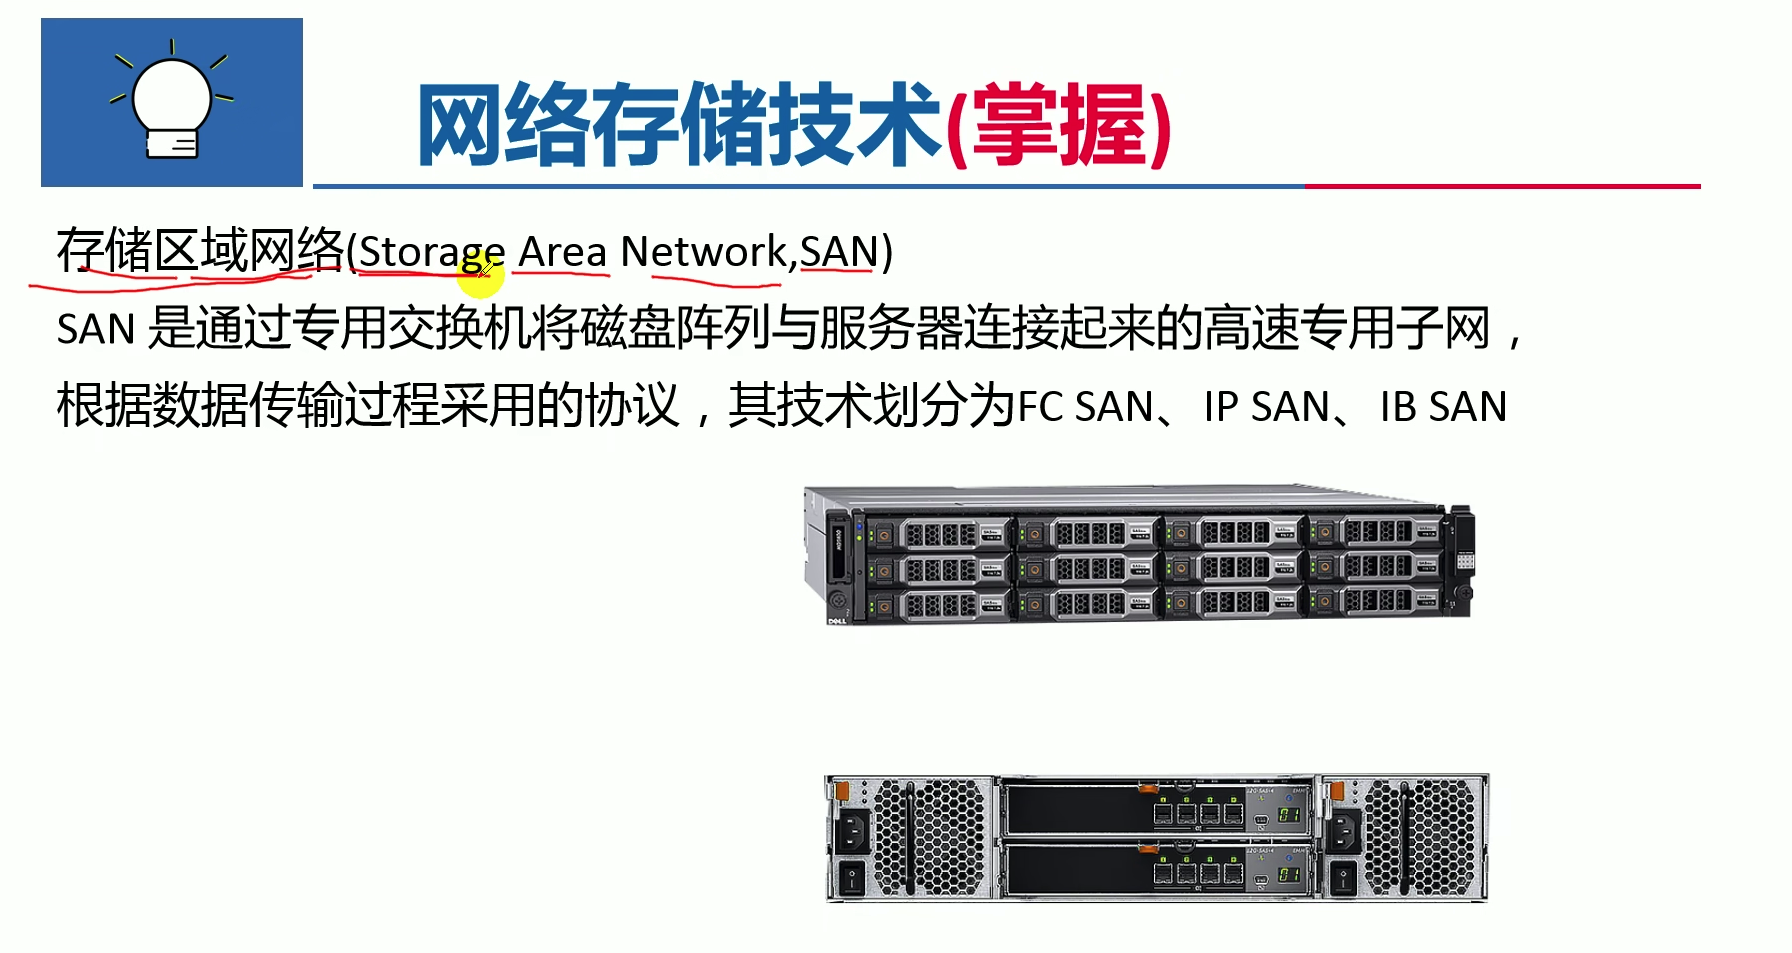 网络存储技术(掌握)
存储区域网络(Storage Area Network,SAN)
SAN 是通过专用交换机将磁盘阵列与服务器连接起来的高速专用子网，
根据数据传输过程采用的协议，其技术划分为FC SAN、IP SAN、IB SAN
DELL